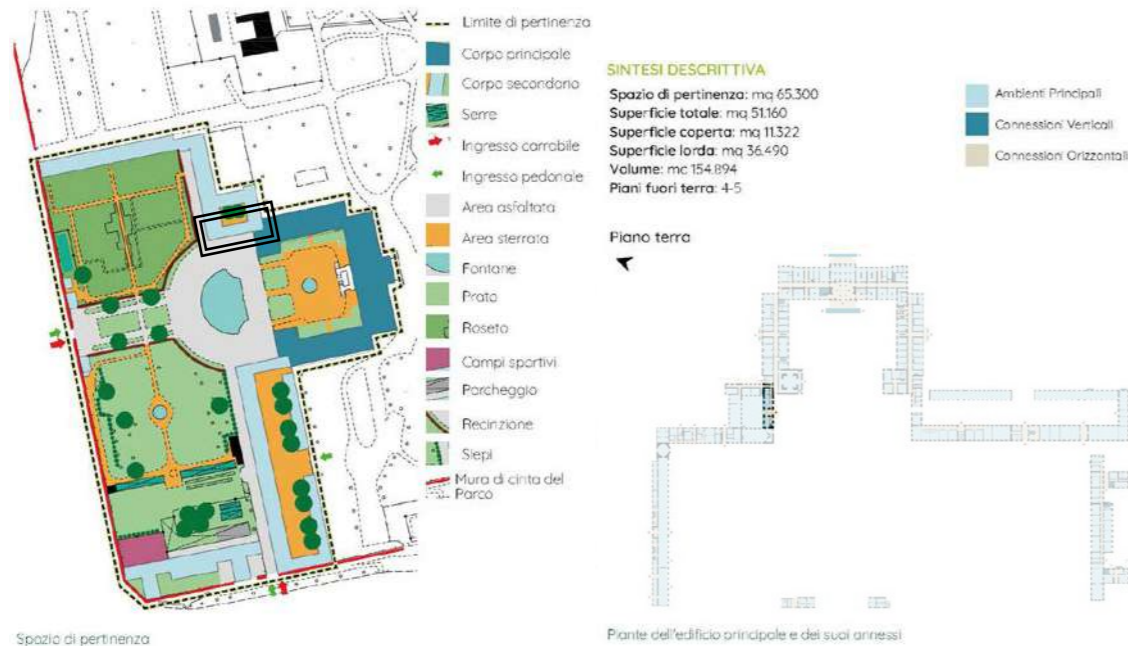 Limite di pertinenza
Corpo principale
Corpo secondario
Serre
Ingresso carrabile
Ingresso pedonale
Area asfaltata
Area sterrata
Fontane
Prato
Roseto
Campi sportivi
Parcheggio
Recinzione
Siepi
Mura di cinta del
Parco
Spazio di pertinenza
SINTESI DESCRITTIVA
Spazio di pertinenza: mq 65.300
Superficie totale: mq 51.160
Superficie coperta: mq 11.322
Superficie lorda: mq 36.490
Volume: mc 154.894
Piani fuori terra: 4-5
Ambienti Principali
Connessioni Verticali
Connessioni Orizzontali
Piano terra
Piante dell'edificio principale e dei suoi annessi